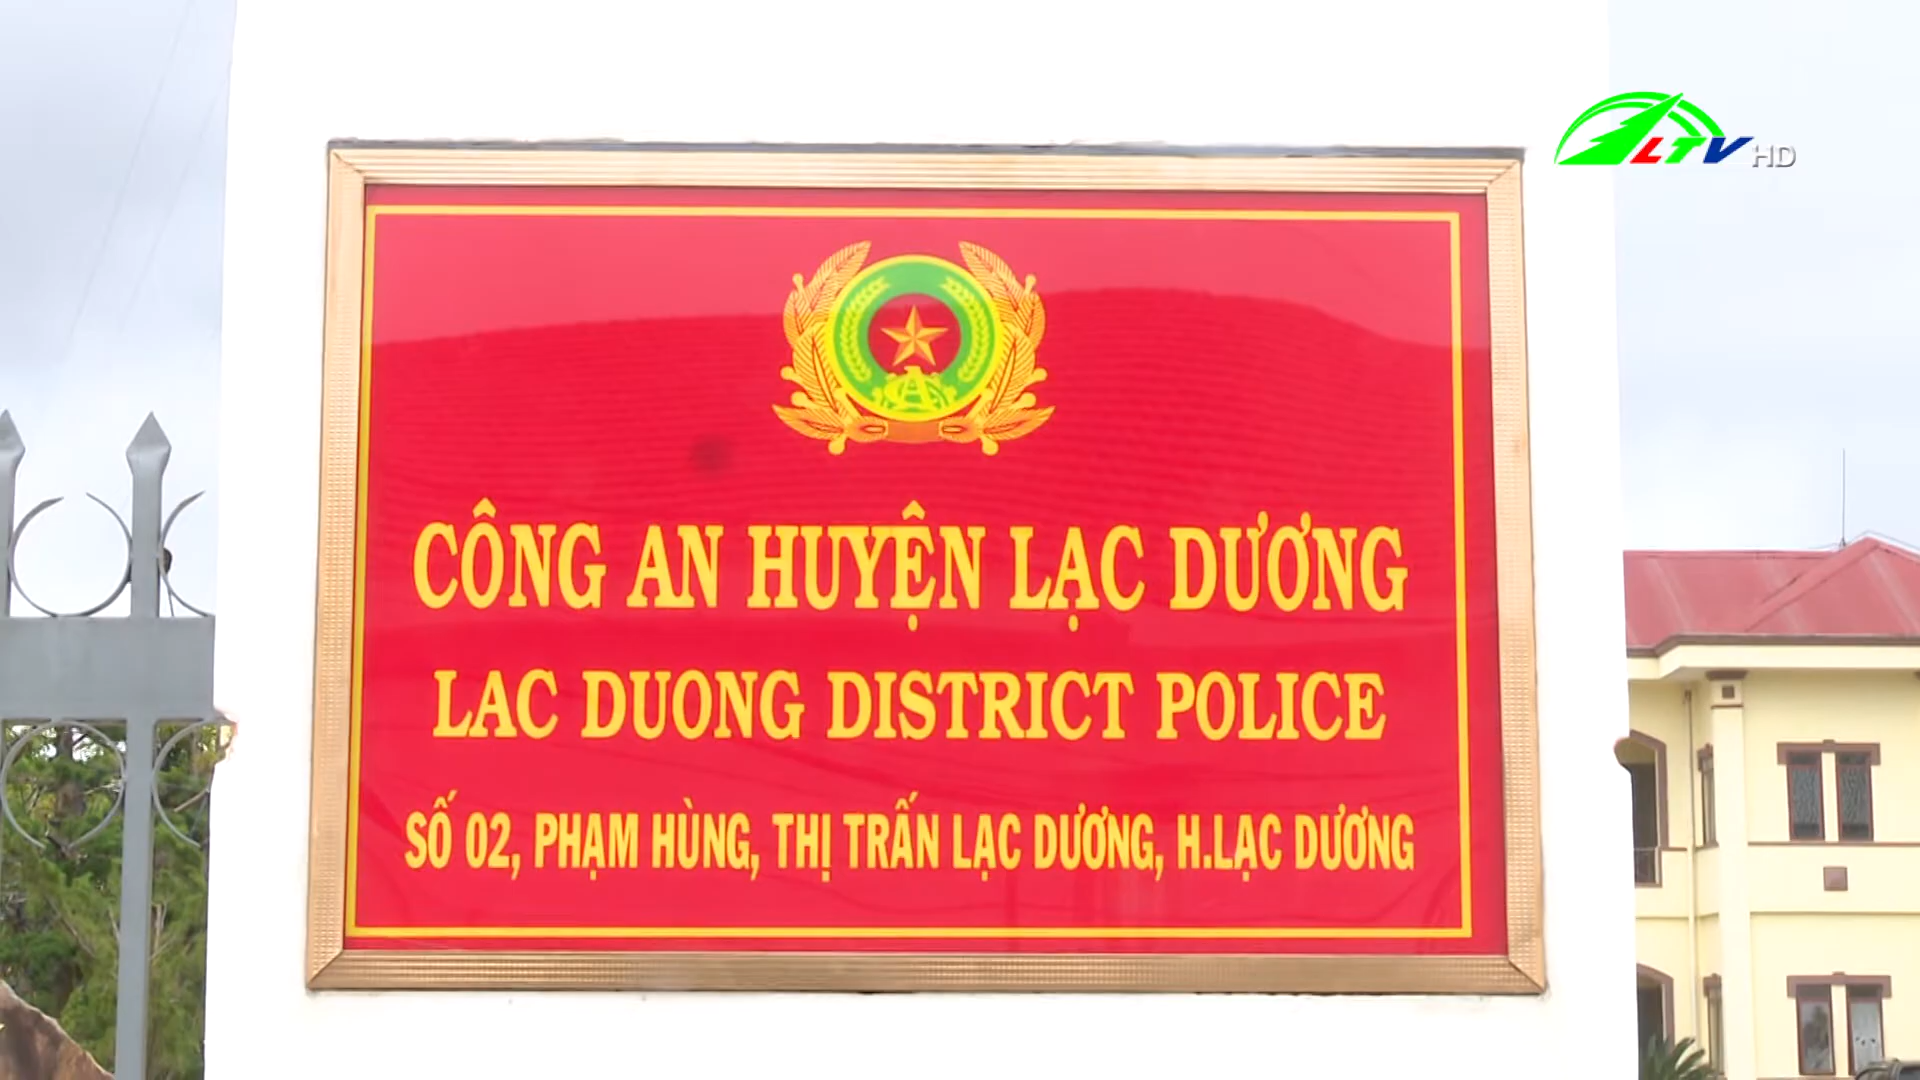 LTV HD
CÔNG AN HUYỆN LẠC DƯƠNG
LAC DUONG DISTRICT POLICE
SỐ 02, PHẠM HÙNG, THỊ TRẤN LẠC DƯƠNG, H.LẠC DƯƠNG